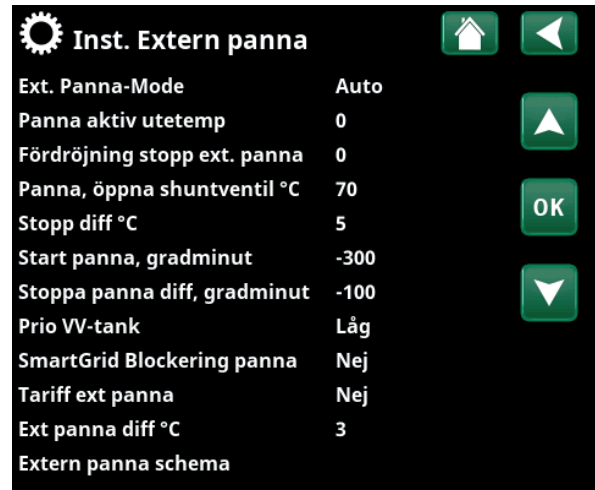 Inst. Extern panna
Ext. Panna-Mode Auto
Panna aktiv utetemp 0
Fördröjning stopp ext. panna 0
Panna, öppna shuntventil °C 70
Stopp diff °C 5
OK
Start panna, gradminut -300
Stoppa panna diff, gradminut -100
Prio VV-tank Låg
SmartGrid Blockering panna Nej
Tariff ext panna Nej
Ext panna diff °C 3
Extern panna schema